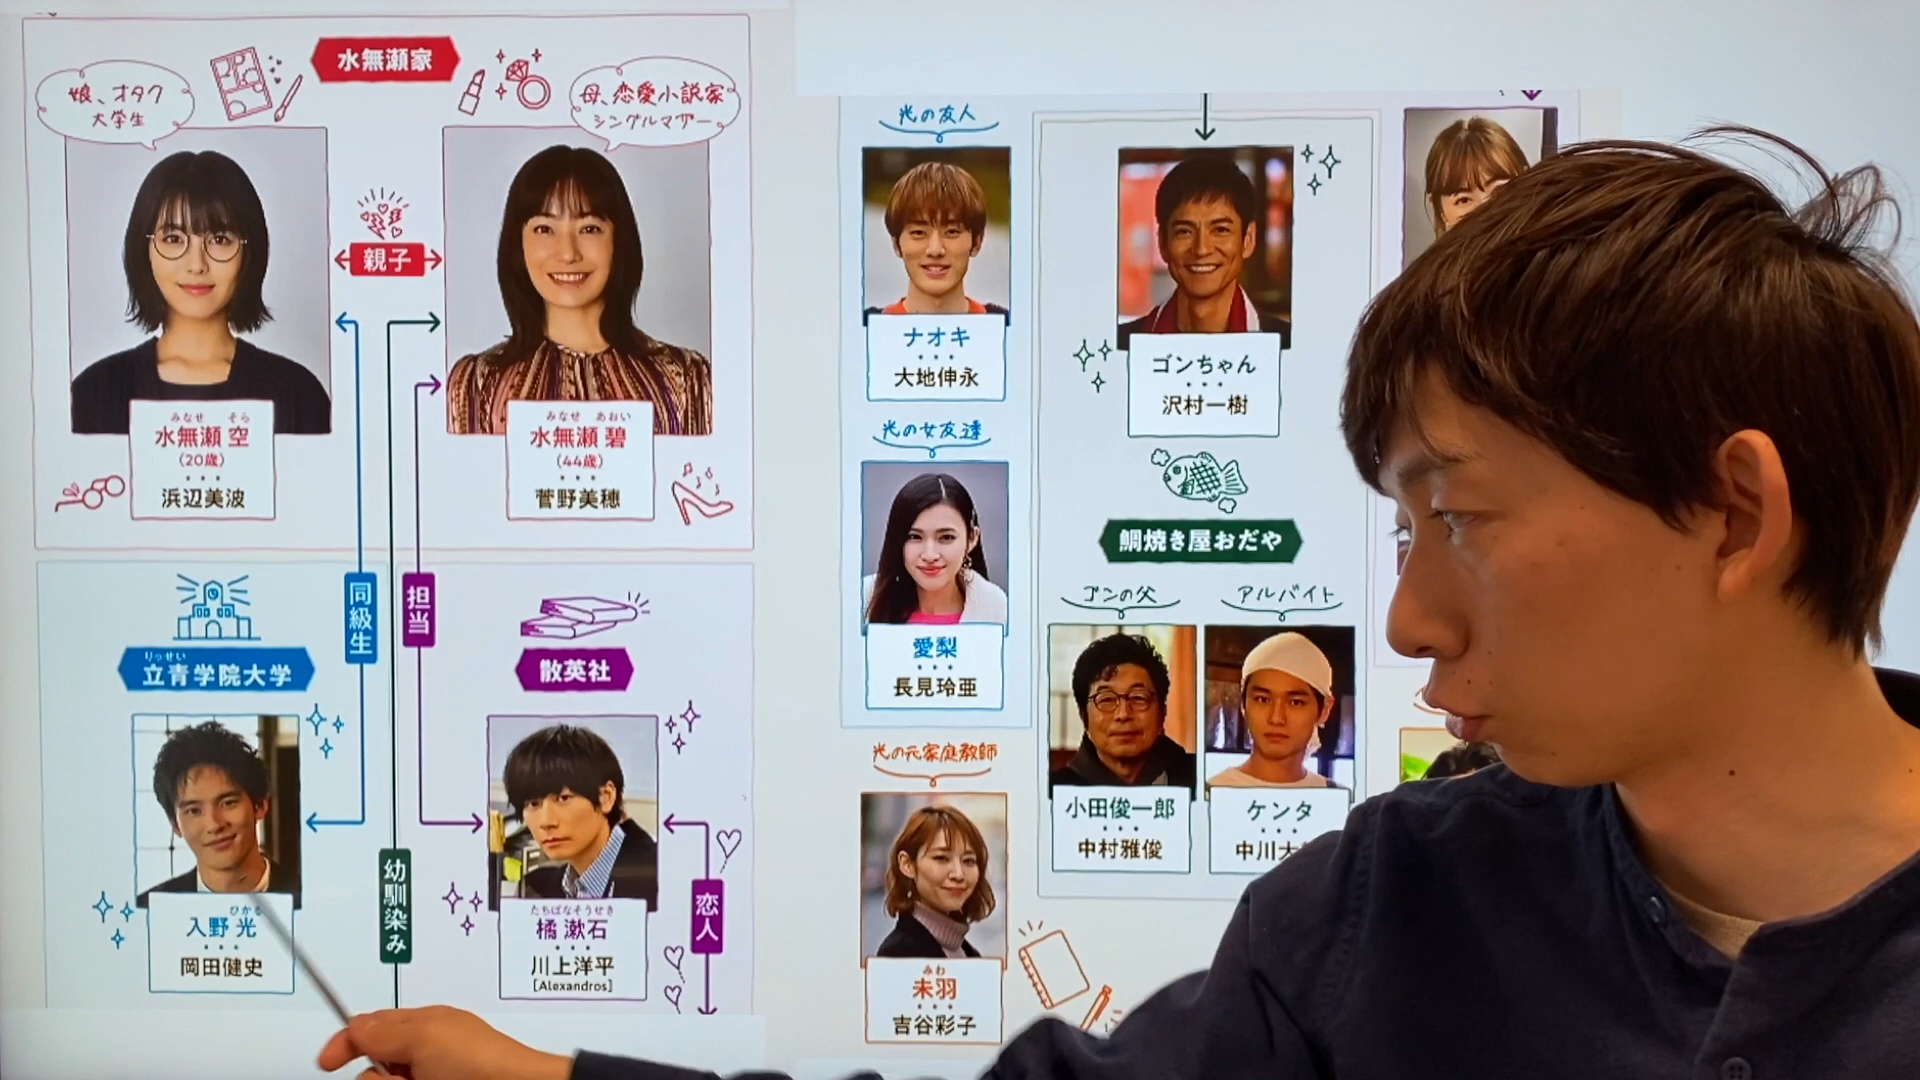 水無瀬家
娘、オタク
大学生
母、恋愛小説家
シングルマザー
親子
みなせ そら
水無瀬 空
(20歳)
浜辺美波
みなせ あおい
水無瀬 碧
(44歳)
菅野美穂
同級生
担当
幼馴染み
恋人
りっせい
立青学院大学
散英社
ひかる
入野 光
岡田健史
たちばなそうせき
橘 漱石
川上洋平
[Alexandros]
光の友人
ナオキ
大地伸永
光の女友達
愛梨
長見玲亜
光の元家庭教師
みわ
未羽
吉谷彩子
ゴンちゃん
沢村一樹
鯛焼き屋おだや
ゴンの父
小田俊一郎
中村雅俊
アルバイト
ケンタ
中川大